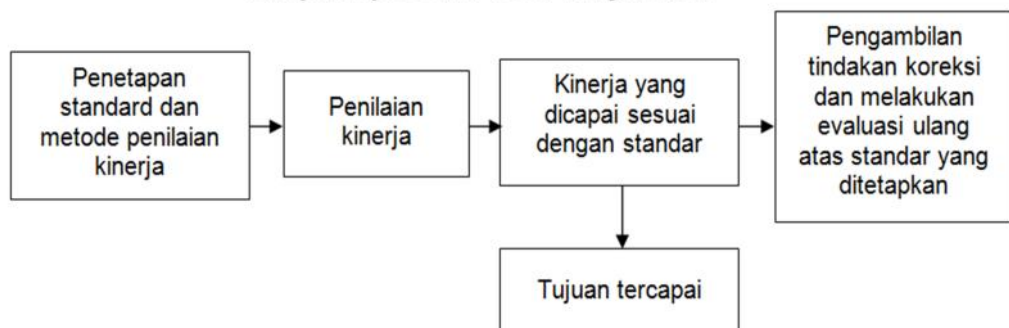 Penetapan
standard dan
metode penilaian
kinerja
Penilaian
kinerja
Kinerja yang
dicapai sesuai
dengan standar
Pengambilan
tindakan koreksi
dan melakukan
evaluasi ulang
atas standar yang
ditetapkan
Tujuan tercapai